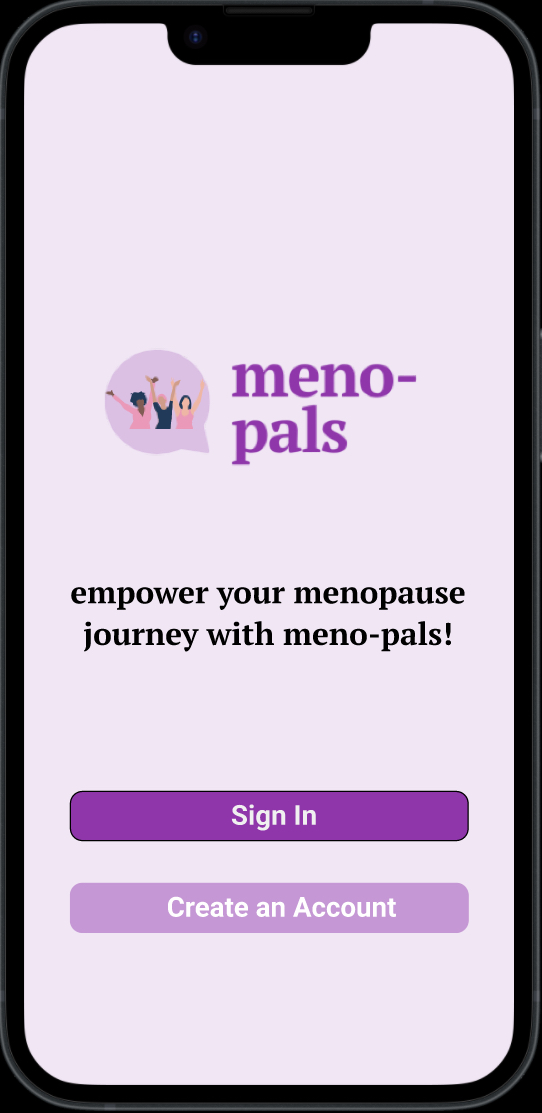 meno-
pals
empower your menopause
journey with meno-pals!
Sign In
Create an Account